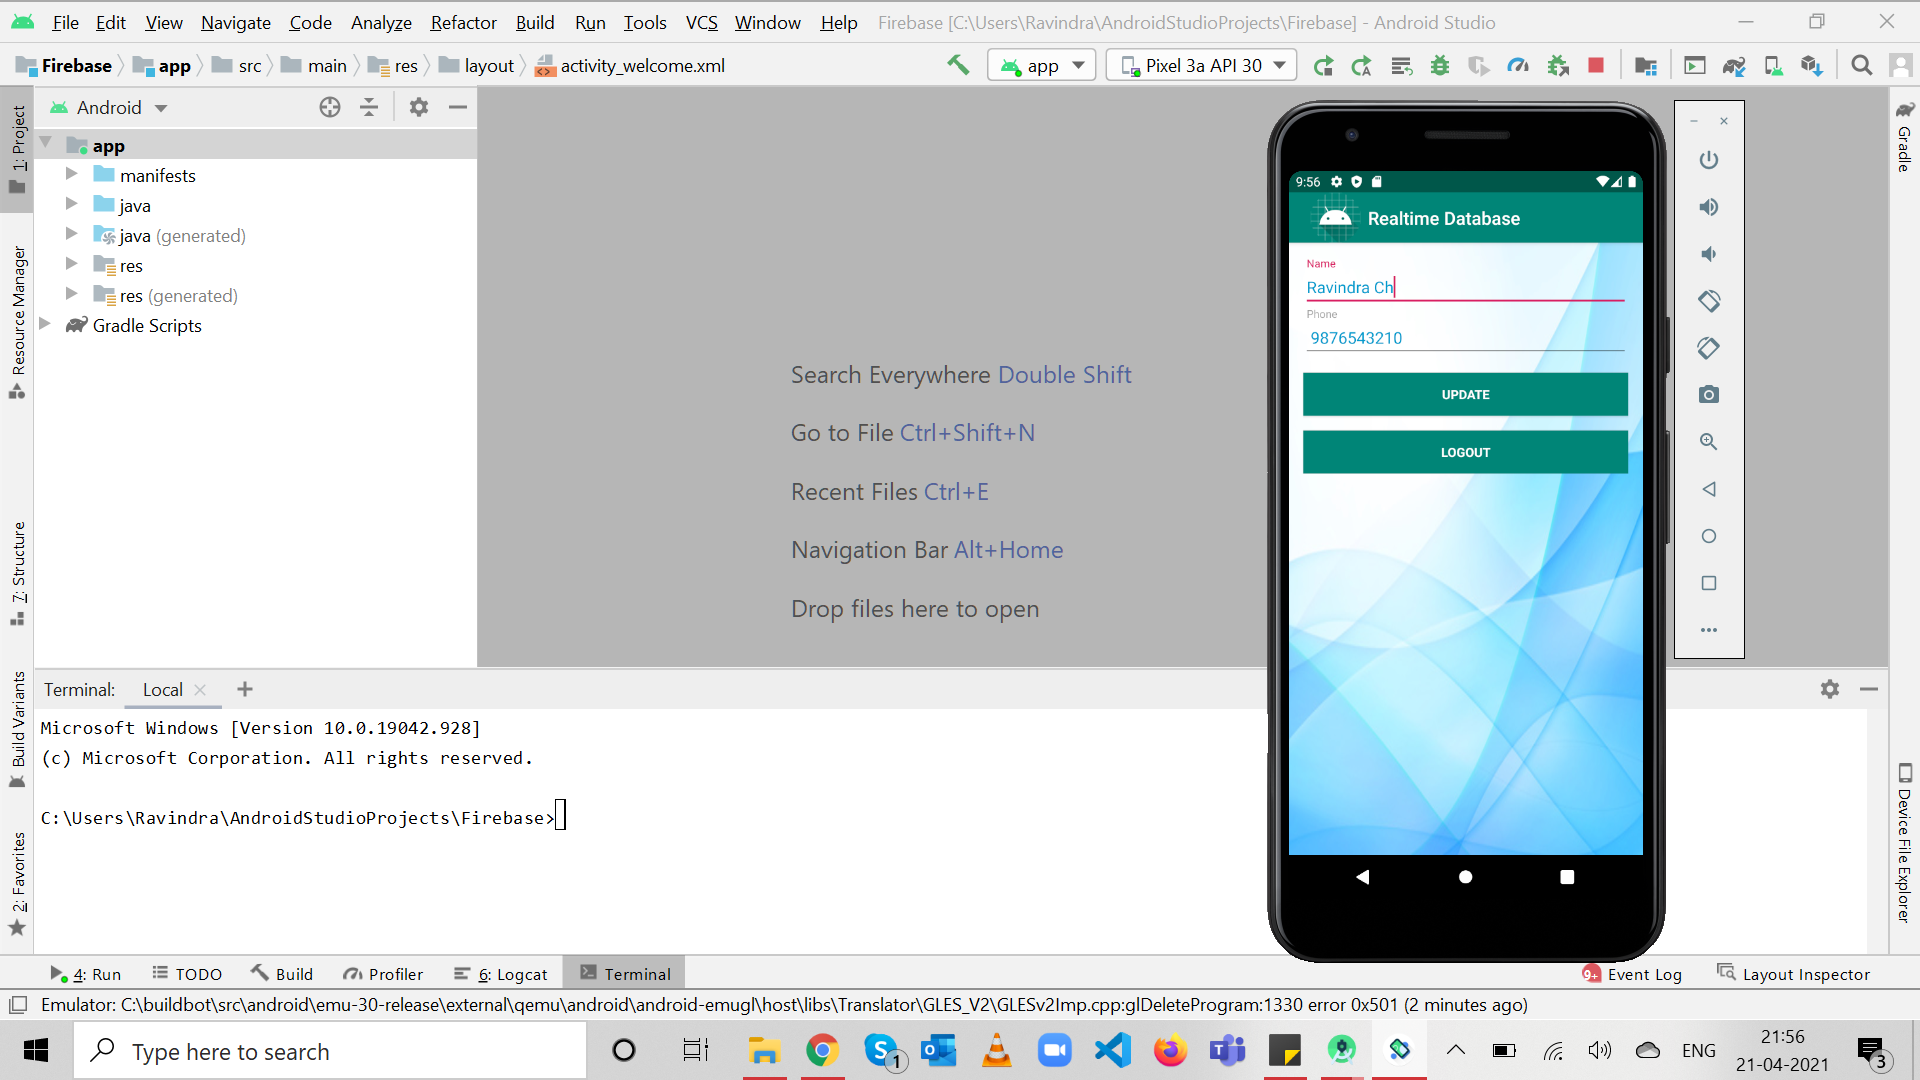 File Edit View Navigate Code Analyze Refactor Build Run Tools VCS Window Help Firebase [C:\Users\Ravindra\AndroidStudioProjects\Firebase] - Android Studio
Firebase app src main res layout activity_welcome.xml app Pixel 3a API 30
Android
app
manifests
java
java (generated)
res
res (generated)
Gradle Scripts
1: Project
Resource Manager
7: Structure
Build Variants
2: Favorites
Search Everywhere Double Shift
Go to File Ctrl+Shift+N
Recent Files Ctrl+E
Navigation Bar Alt+Home
Drop files here to open
9:56
Realtime Database
Name
Ravindra Ch
Phone
9876543210
UPDATE
LOGOUT
Gradle
Device File Explorer
Terminal: Local
Microsoft Windows [Version 10.0.19042.928]
(c) Microsoft Corporation. All rights reserved.
C:\Users\Ravindra\AndroidStudioProjects\Firebase>
4: Run TODO Build Profiler 6: Logcat Terminal 9+ Event Log Layout Inspector
Emulator: C:\buildbot\src\android\emu-30-release\external\qemu\android\android-emugl\host\libs\Translator\GLES_V2\GLESv2Imp.cpp:glDeleteProgram:1330 error 0x501 (2 minutes ago)
Type here to search
1
ENG
21:56
21-04-2021
3